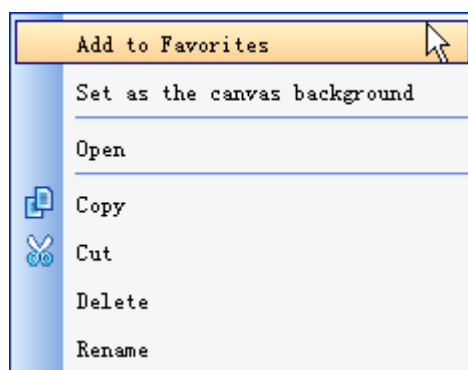 Add to Favorites
Set as the canvas background
Open
Copy
Cut
Delete
Rename